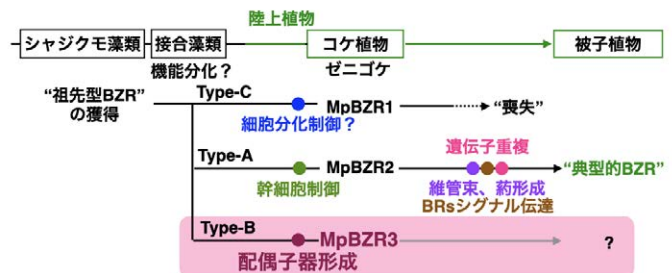 陸上植物
シャジクモ藻類 接合藻類 コケ植物 被子植物
機能分化？ ゼニゴケ
“祖先型BZR”
の獲得
Type-C MpBZR1 “喪失”
細胞分化制御？
遺伝子重複
Type-A MpBZR2 “典型的BZR”
幹細胞制御 維管束、葯形成
BRsシグナル伝達
Type-B MpBZR3 ?
配偶子器形成